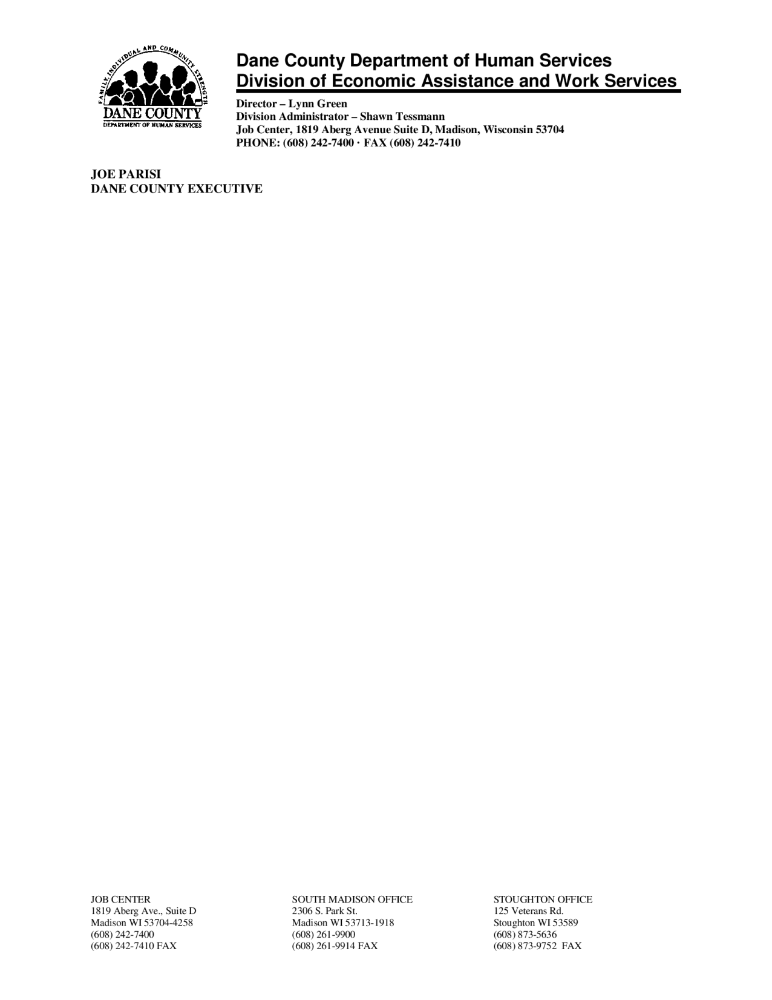 FAMILY, INDIVIDUAL AND COMMUNITY STRENGTH
DANE COUNTY
DEPARTMENT OF HUMAN SERVICES
Dane County Department of Human Services
Division of Economic Assistance and Work Services
Director – Lynn Green
Division Administrator – Shawn Tessmann
Job Center, 1819 Aberg Avenue Suite D, Madison, Wisconsin 53704
PHONE: (608) 242-7400 · FAX (608) 242-7410
JOE PARISI
DANE COUNTY EXECUTIVE
JOB CENTER
1819 Aberg Ave., Suite D
Madison WI 53704-4258
(608) 242-7400
(608) 242-7410 FAX
SOUTH MADISON OFFICE
2306 S. Park St.
Madison WI 53713-1918
(608) 261-9900
(608) 261-9914 FAX
STOUGHTON OFFICE
125 Veterans Rd.
Stoughton WI 53589
(608) 873-5636
(608) 873-9752  FAX